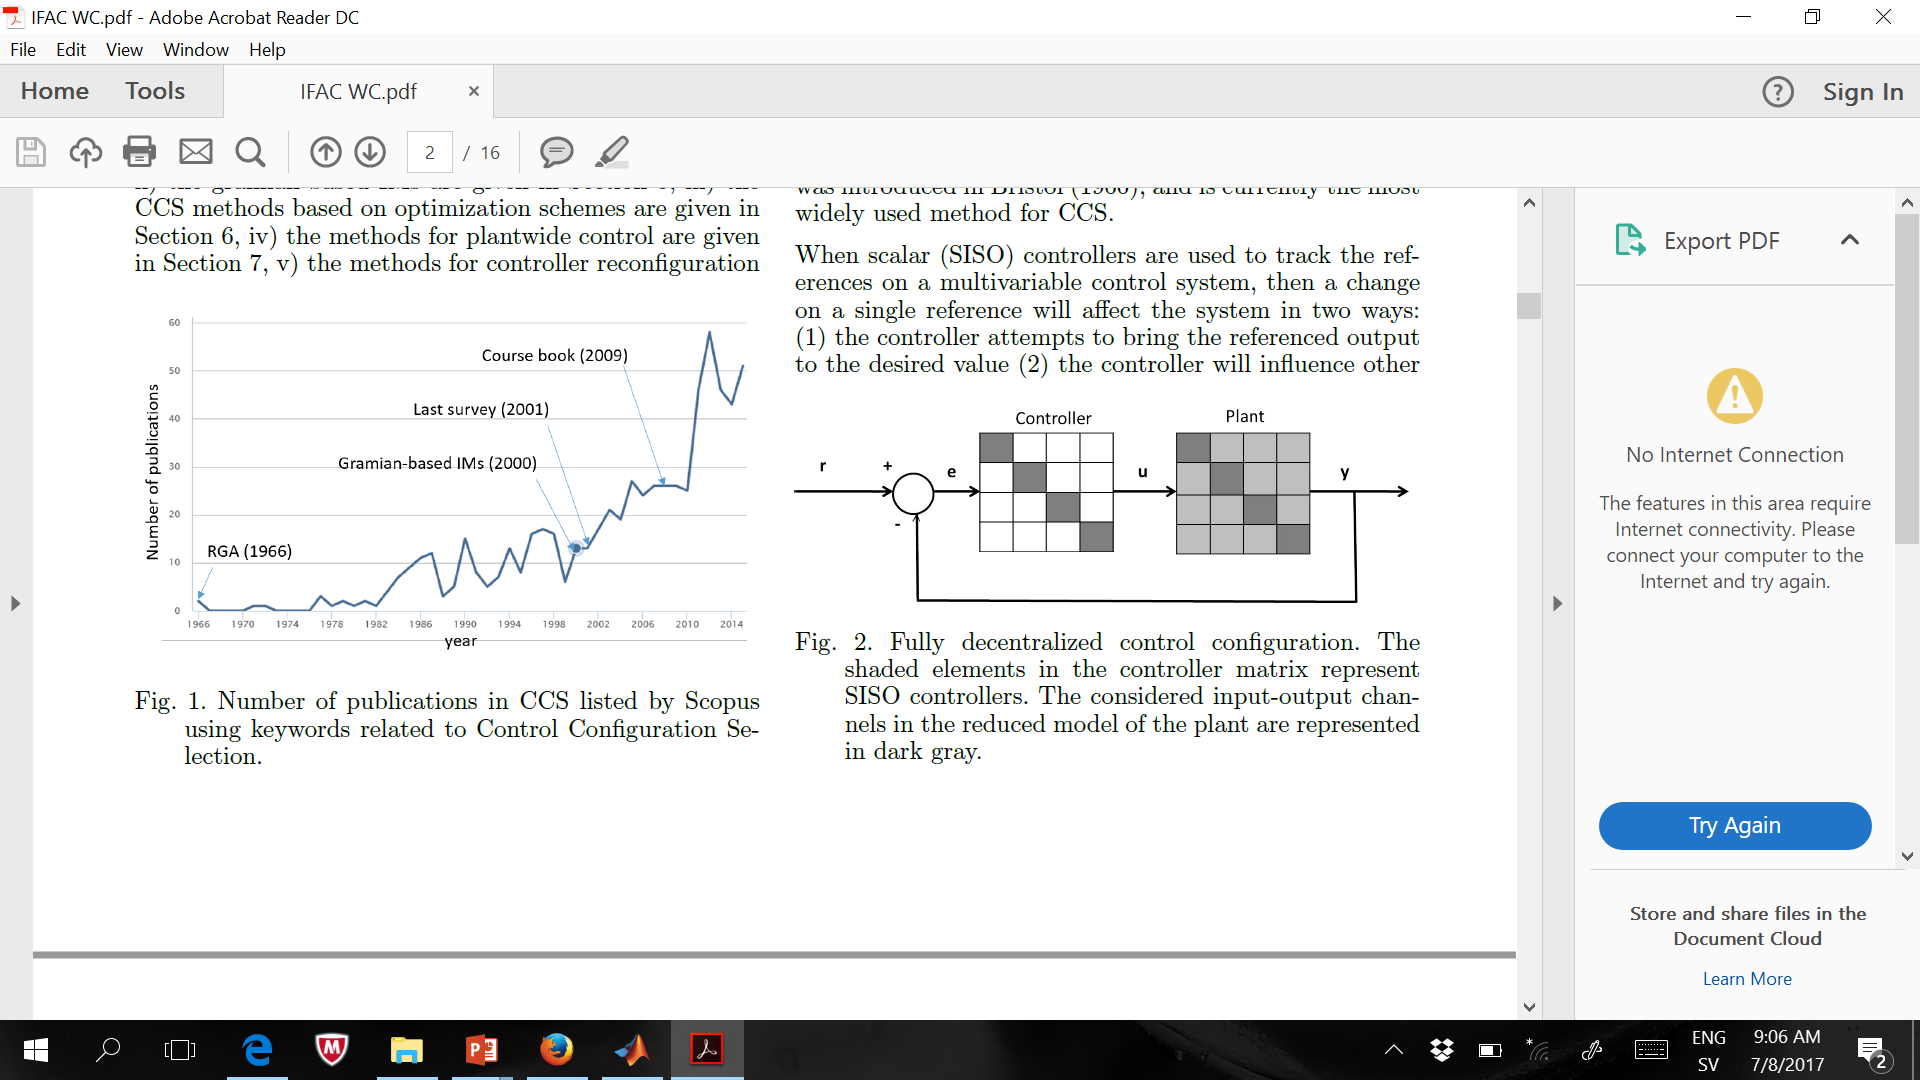 IFAC WC.pdf - Adobe Acrobat Reader DC
File Edit View Window Help
Home Tools IFAC WC.pdf × ? Sign In
2 / 16
CCS methods based on optimization schemes are given in
Section 6, iv) the methods for plantwide control are given
in Section 7, v) the methods for controller reconfiguration
Number of publications
60
50
40
30
20
10
0
Course book (2009)
Last survey (2001)
Gramian-based IMs (2000)
RGA (1966)
1966 1970 1974 1978 1982 1986 1990 1994 1998 2002 2006 2010 2014
year
Fig. 1. Number of publications in CCS listed by Scopus
using keywords related to Control Configuration Se-
lection.
was introduced in Bristol (1966), and is currently the most
widely used method for CCS.
When scalar (SISO) controllers are used to track the ref-
erences on a multivariable control system, then a change
on a single reference will affect the system in two ways:
(1) the controller attempts to bring the referenced output
to the desired value (2) the controller will influence other
Controller Plant
r + e u y
-
Fig. 2. Fully decentralized control configuration. The
shaded elements in the controller matrix represent
SISO controllers. The considered input-output chan-
nels in the reduced model of the plant are represented
in dark gray.
Export PDF
No Internet Connection
The features in this area require
Internet connectivity. Please
connect your computer to the
Internet and try again.
Try Again
Store and share files in the
Document Cloud
Learn More
ENG
SV
9:06 AM
7/8/2017
2